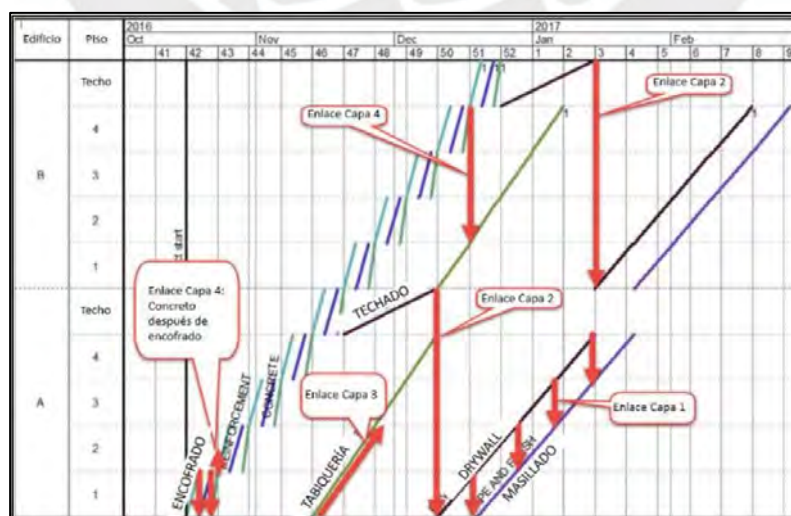 2016 2017
Edificio Piso Oct Nov Dec Jan Feb
41 42 43 44 45 46 47 48 49 50 51 52 1 2 3 4 5 6 7 8 9
Techo
4
B 3
2
1
Techo
4
A 3
2
1
Enlace Capa 4
Enlace Capa 2
Enlace Capa 4:
Concreto
después de
encofrado
TECHADO
Enlace Capa 2
Enlace Capa 3
Enlace Capa 1
ENCOFRADO
CONCRETE
TABIQUERÍA
DRYWALL
MASILLADO